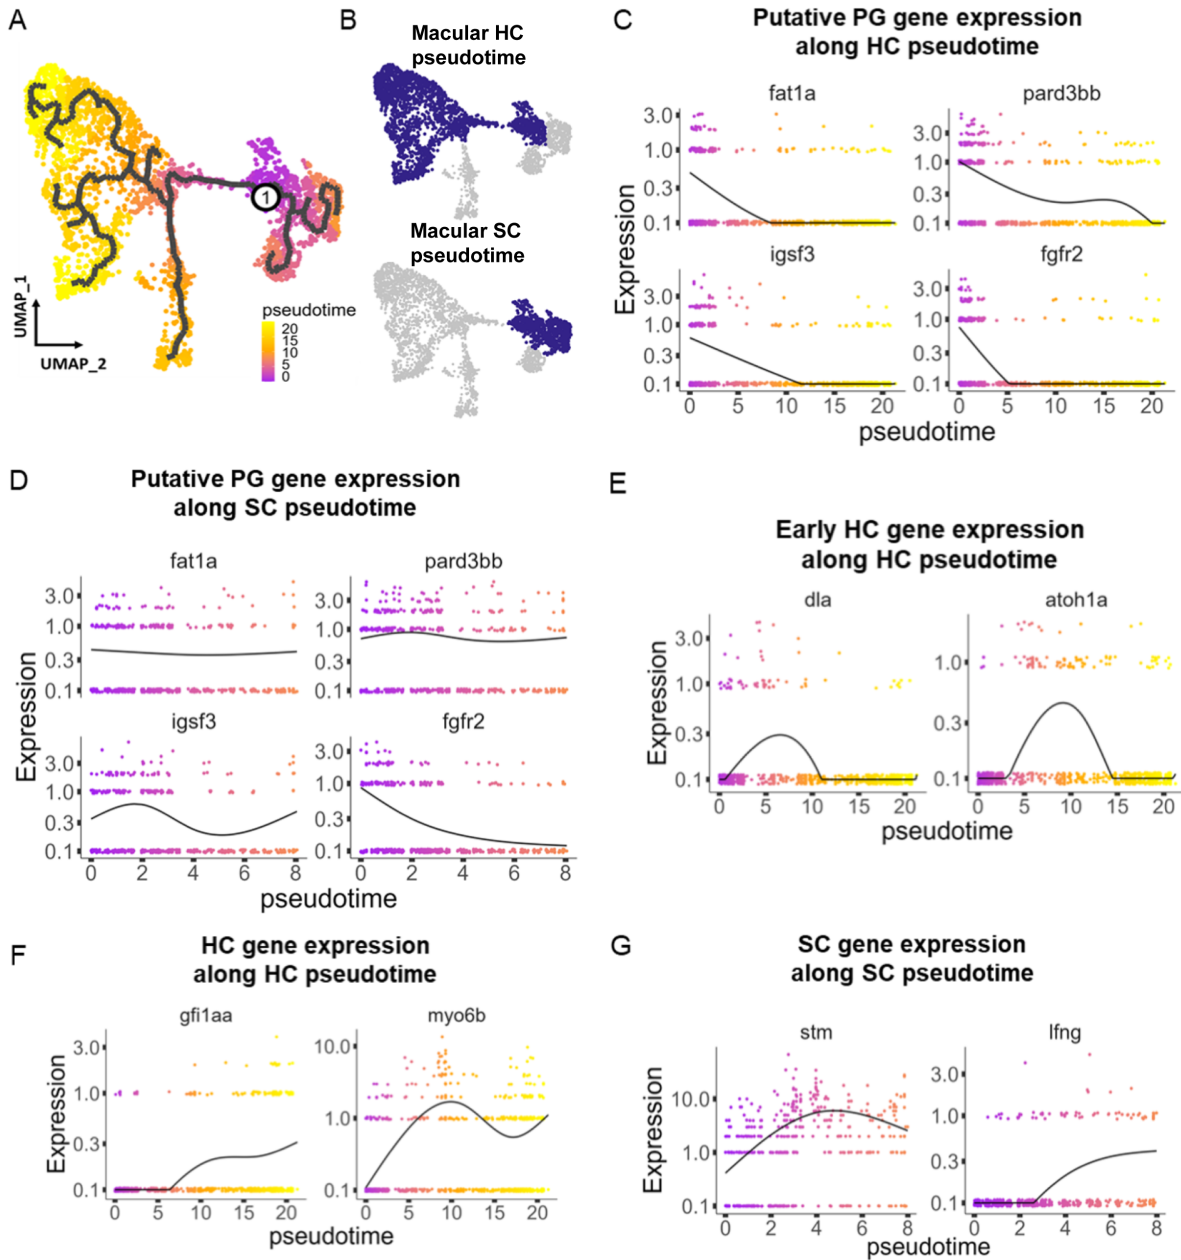 A
1
UMAP_1
UMAP_2
pseudotime
20
15
10
5
0
B
Macular HC
pseudotime
Macular SC
pseudotime
C
Putative PG gene expression
along HC pseudotime
fat1a
pard3bb
3.0
1.0
0.3
0.1
3.0
1.0
0.3
0.1
igsf3
fgfr2
3.0
1.0
0.3
0.1
3.0
1.0
0.3
0.1
0 5 10 15 20
0 5 10 15 20
Expression
pseudotime
D
Putative PG gene expression
along SC pseudotime
fat1a
pard3bb
3.0
1.0
0.3
0.1
3.0
1.0
0.3
0.1
igsf3
fgfr2
3.0
1.0
0.3
0.1
3.0
1.0
0.3
0.1
0 2 4 6 8
0 2 4 6 8
Expression
pseudotime
E
Early HC gene expression
along HC pseudotime
dla
atoh1a
3.0
1.0
0.3
0.1
1.0
0.3
0.1
0 5 10 15 20
0 5 10 15 20
Expression
pseudotime
F
HC gene expression
along HC pseudotime
gfi1aa
myo6b
3.0
1.0
0.3
0.1
10.0
1.0
0.1
0 5 10 15 20
0 5 10 15 20
Expression
pseudotime
G
SC gene expression
along SC pseudotime
stm
lfng
10.0
1.0
0.1
3.0
1.0
0.3
0.1
0 2 4 6 8
0 2 4 6 8
Expression
pseudotime